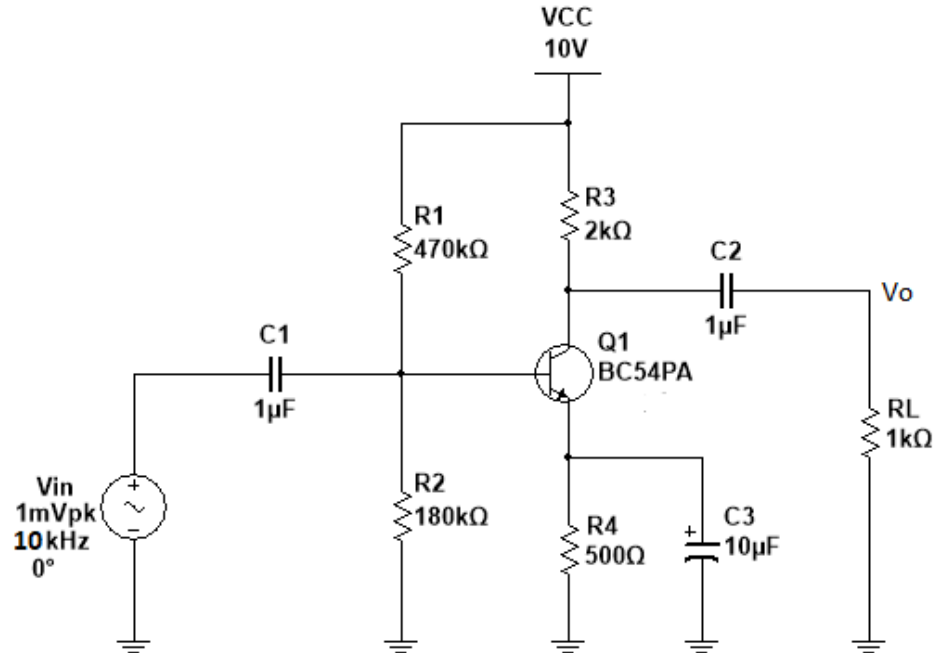 VCC
10V
R3
2kΩ
R1
470kΩ
C2
1µF
Vo
C1
1µF
Q1
BC54PA
RL
1kΩ
Vin
1mVpk
10kHz
0°
R2
180kΩ
R4
500Ω
C3
10µF